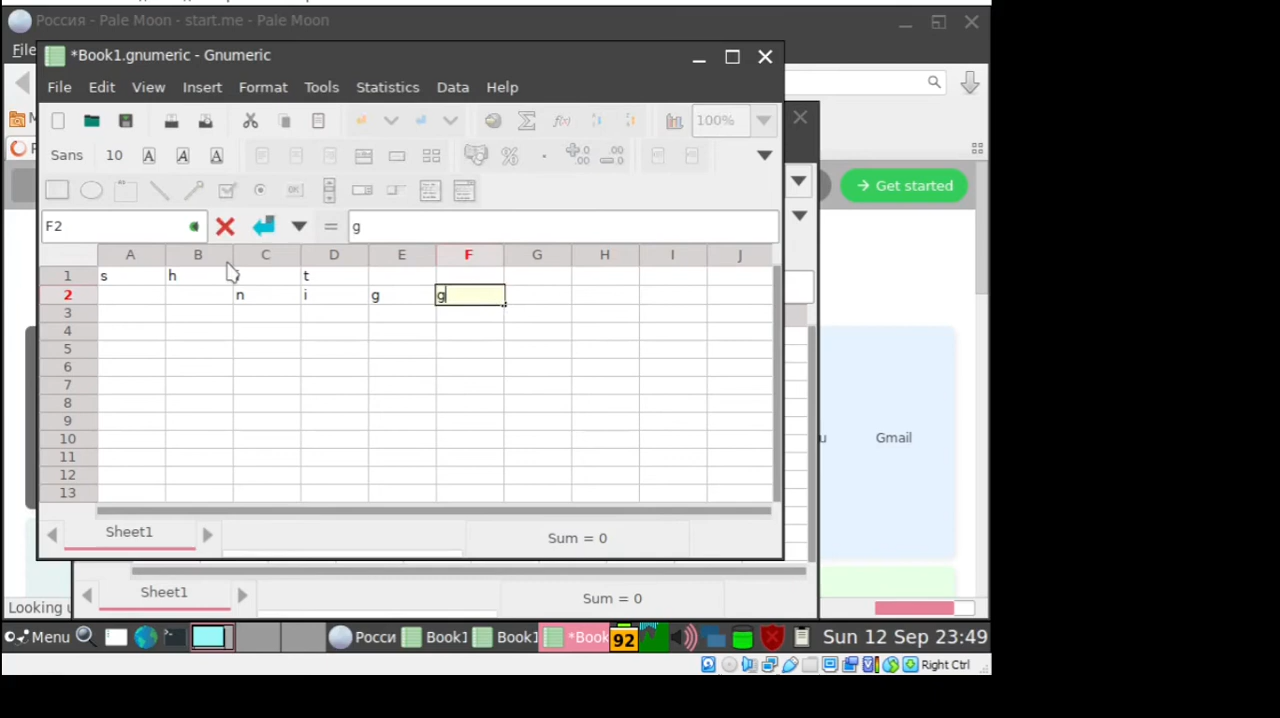 Россия - Pale Moon - start.me - Pale Moon
File
*Book1.gnumeric - Gnumeric
File Edit View Insert Format Tools Statistics Data Help
100%
Sans 10
Get started
F2 = g
A B C D E F G H I J
1 s h t
2 n i g g
3
4
5
6
7
8
9
10
11
12
13
Gmail
Sheet1 Sum = 0
Sheet1 Sum = 0
Looking
Menu Росси Book1 Book1 *Book 92 Sun 12 Sep 23:49
Right Ctrl